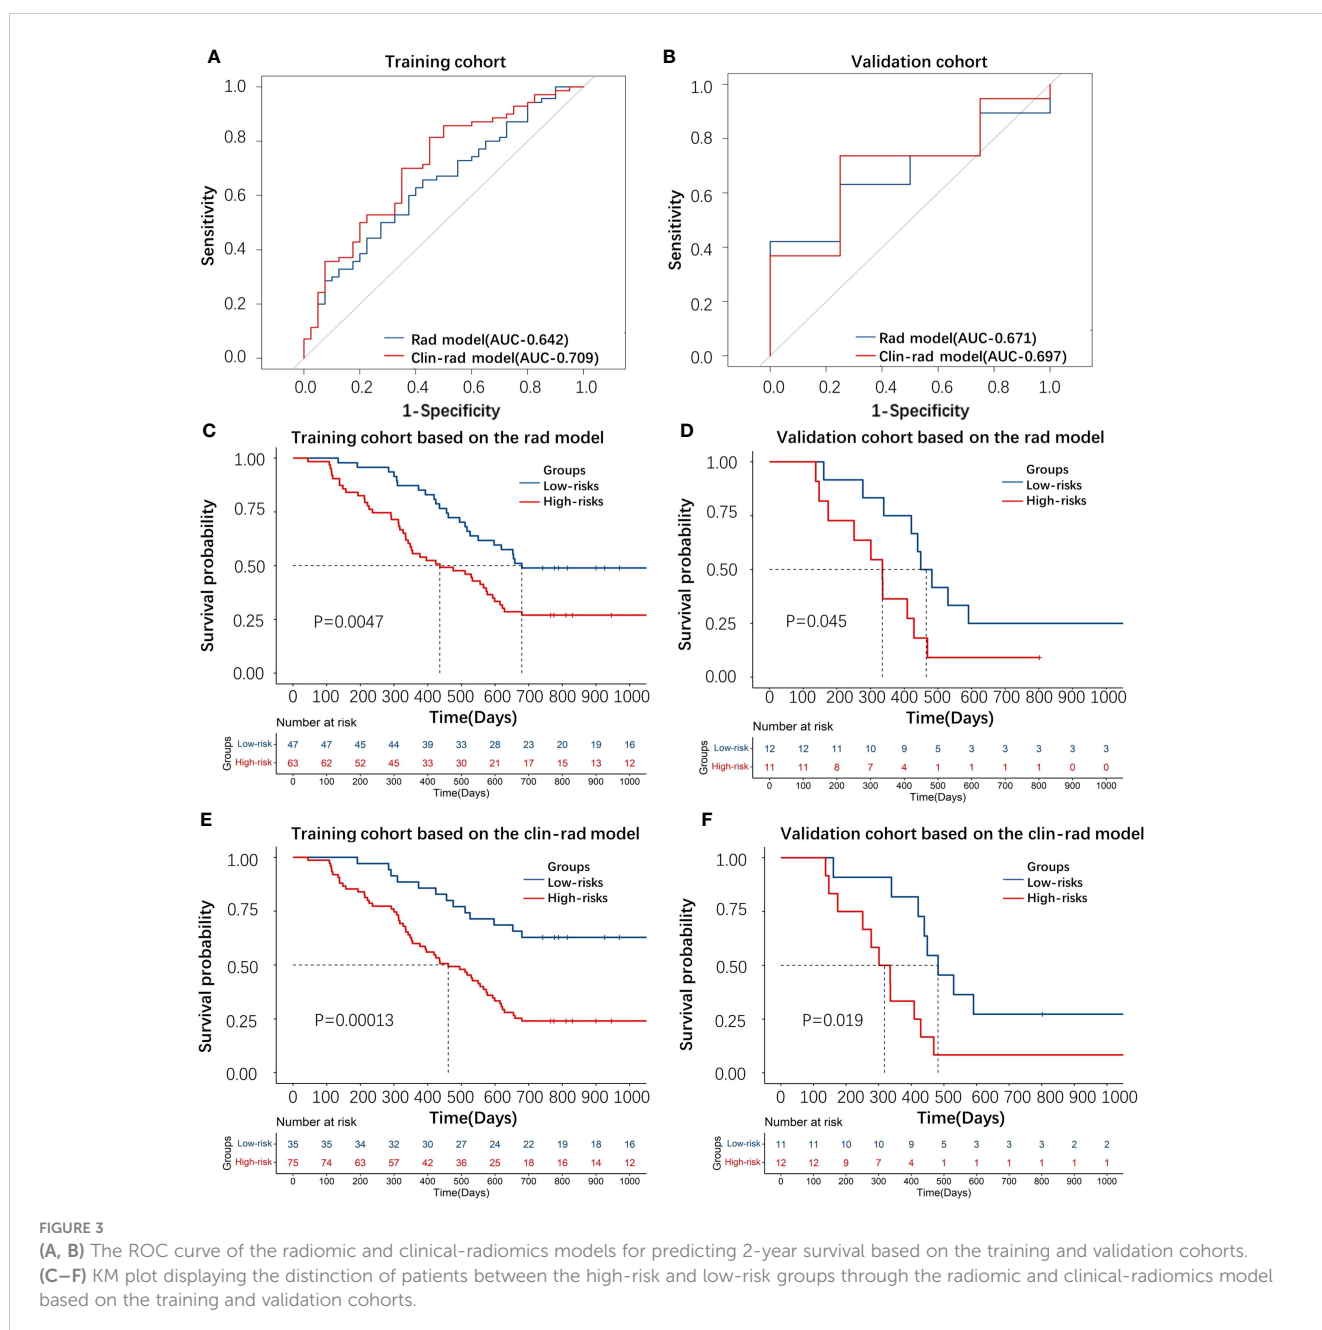 A
Training cohort
1.0
0.8
0.6
0.4
0.2
0.0
Sensitivity
Rad model(AUC-0.642)
Clin-rad model(AUC-0.709)
0.0 0.2 0.4 0.6 0.8 1.0
1-Specificity
B
Validation cohort
1.0
0.8
0.6
0.4
0.2
0.0
Sensitivity
Rad model(AUC-0.671)
Clin-rad model(AUC-0.697)
0.0 0.2 0.4 0.6 0.8 1.0
1-Specificity
C
Training cohort based on the rad model
1.00
0.75
0.50
0.25
0.00
Survival probability
Groups
Low-risks
High-risks
P=0.0047
0 100 200 300 400 500 600 700 800 900 1000
Time(Days)
Number at risk
Groups
Low-risk 47 47 45 44 39 33 28 23 20 19 16
High-risk 63 62 52 45 33 30 21 17 15 13 12
0 100 200 300 400 500 600 700 800 900 1000
Time(Days)
D
Validation cohort based on the rad model
1.00
0.75
0.50
0.25
0.00
Survival probability
Groups
Low-risks
High-risks
P=0.045
0 100 200 300 400 500 600 700 800 900 1000
Time(Days)
Number at risk
Groups
Low-risk 12 12 11 10 9 5 3 3 3 3 3
High-risk 11 11 8 7 4 1 1 1 1 0 0
0 100 200 300 400 500 600 700 800 900 1000
Time(Days)
E
Training cohort based on the clin-rad model
1.00
0.75
0.50
0.25
0.00
Survival probability
Groups
Low-risks
High-risks
P=0.00013
0 100 200 300 400 500 600 700 800 900 1000
Time(Days)
Number at risk
Groups
Low-risk 35 35 34 32 30 27 24 22 19 18 16
High-risk 75 74 63 57 42 36 25 18 16 14 12
0 100 200 300 400 500 600 700 800 900 1000
Time(Days)
F
Validation cohort based on the clin-rad model
1.00
0.75
0.50
0.25
0.00
Survival probability
Groups
Low-risks
High-risks
P=0.019
0 100 200 300 400 500 600 700 800 900 1000
Time(Days)
Number at risk
Groups
Low-risk 11 11 10 10 9 5 3 3 3 2 2
High-risk 12 12 9 7 4 1 1 1 1 1 1
0 100 200 300 400 500 600 700 800 900 1000
Time(Days)
FIGURE 3
(A, B) The ROC curve of the radiomic and clinical-radiomics models for predicting 2-year survival based on the training and validation cohorts.
(C–F) KM plot displaying the distinction of patients between the high-risk and low-risk groups through the radiomic and clinical-radiomics model
based on the training and validation cohorts.